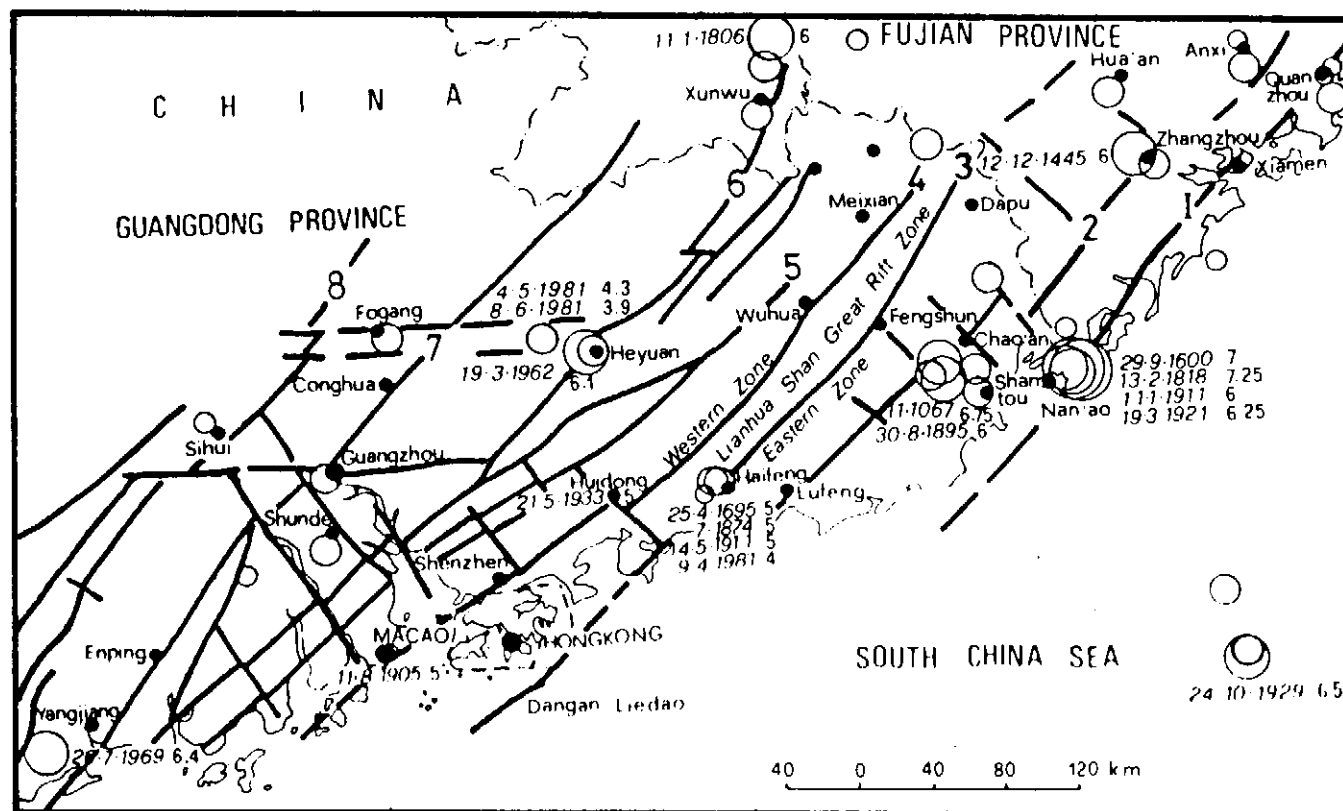 11·1·1806 6
FUJIAN PROVINCE
Hua'an
Anxi
Quan
zhou
CHINA
Xunwu
Zhangzhou
12·12·1445 6
Xiamen
6
4
3
Meixian
Dapu
1
2
GUANGDONG PROVINCE
8
5
4·5·1981 4.3
8·6·1981 3.9
Fogang
7
Wuhua
Fengshun
Chao'an
Heyuan
19·3·1962 6.1
Conghua
Western Zone
Lianhua Shan Great Rift Zone
Eastern Zone
29·9·1600 7
13·2·1818 7.25
11·1·1911 6
19·3·1921 6.25
Sham
tou
Nan'ao
11·1067 6.75
30·8·1895 6
Sihui
Guangzhou
Huidong
Haifeng
Lufeng
21·5·1933 5
25·4·1695 5
7·1874 5
14·5·1911 5
9·4·1981 4
Shunde
Shenzhen
MACAO
HONGKONG
Enping
11·8·1905 5
SOUTH CHINA SEA
24·10·1929 6.5
Dangan Liedao
Yangjiang
26·7·1969 6.4
40 0 40 80 120 km